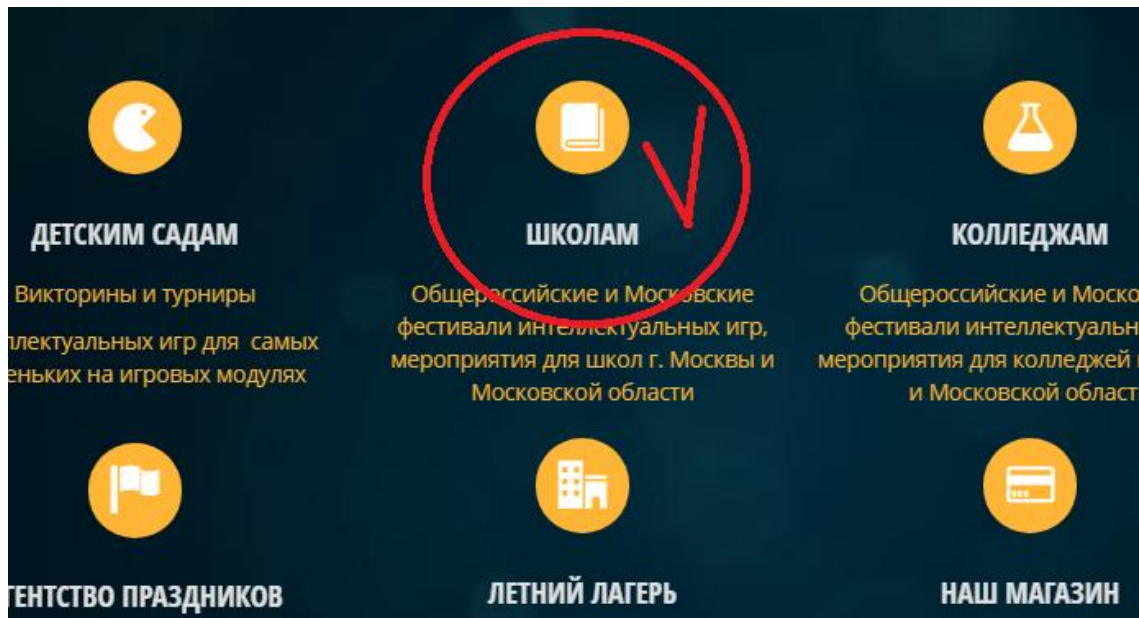 ДЕТСКИМ САДАМ
Викторины и турниры
игр для самых
на игровых модулях
ШКОЛАМ
Общероссийские и Московские
фестивали интеллектуальных игр,
мероприятия для школ г. Москвы и
Московской области
КОЛЛЕДЖАМ
Общероссийские и
фестивали
мероприятия для колледжей
и Московской
ПРАЗДНИКОВ
ЛЕТНИЙ ЛАГЕРЬ
НАШ МАГАЗИН